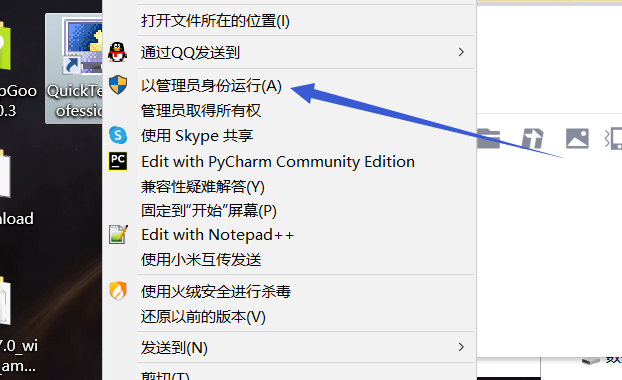 打开文件所在的位置(I)
通过QQ发送到
以管理员身份运行(A)
管理员取得所有权
使用 Skype 共享
Edit with PyCharm Community Edition
兼容性疑难解答(Y)
固定到“开始”屏幕(P)
Edit with Notepad++
使用小米互传发送
使用火绒安全进行杀毒
还原以前的版本(V)
发送到(N)
剪切(T)
pGoo
0.3
QuickTe
ofession
nload
7.0_wi
_am...
PC